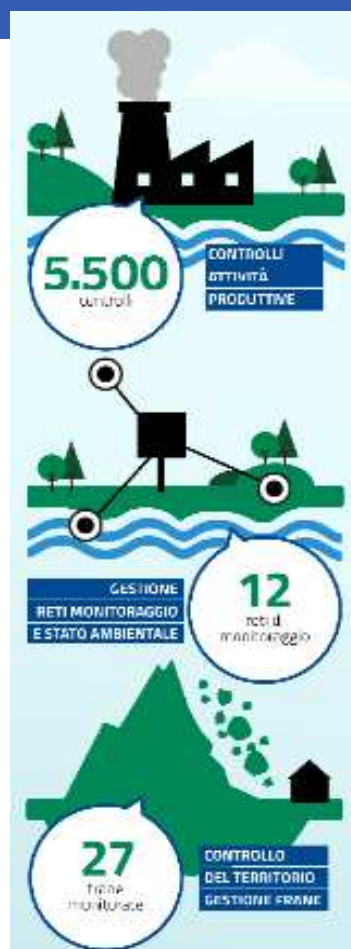 5.500
controlli
CONTROLLI
ATTIVITÀ
PRODUTTIVE
GESTIONE
RETI MONITORAGGIO
E STATO AMBIENTALE
12
reti di
monitoraggio
27
frane
monitorate
CONTROLLO
DEL TERRITORIO
GESTIONE FRANE